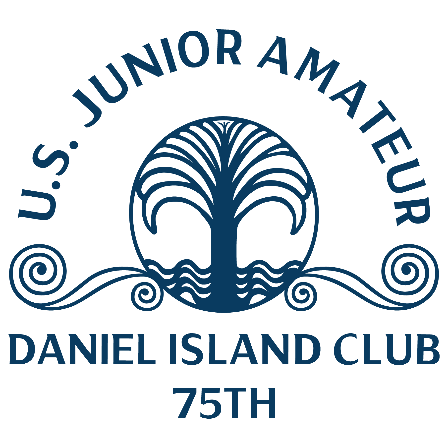 U.S. JUNIOR AMATEUR
DANIEL ISLAND CLUB
75TH